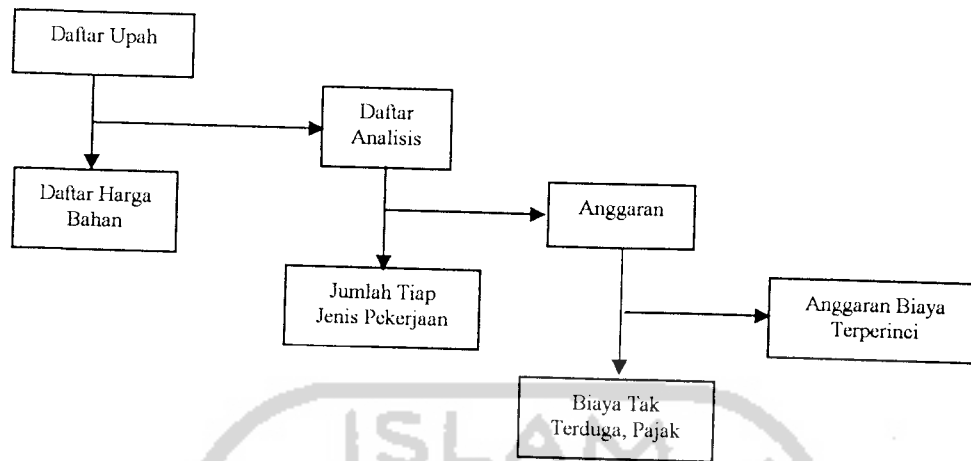 Daftar Upah
Daftar
Analisis
Daftar Harga
Bahan
Anggaran
Jumlah Tiap
Jenis Pekerjaan
Anggaran Biaya
Terperinci
Biaya Tak
Terduga, Pajak
ISLAM